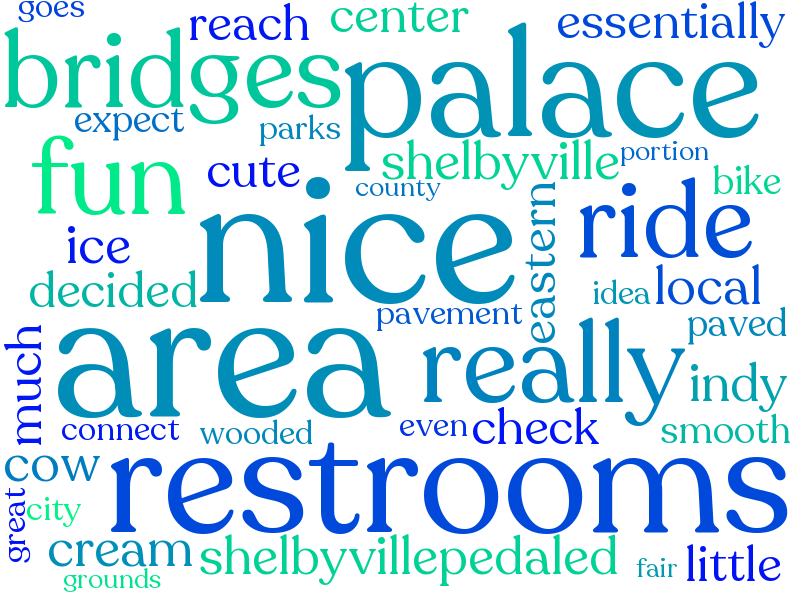 goes
reach
center
essentially
bridges
palace
expect
parks
fun
cute
shelbyville
portion
county
bike
nice
eastern
ride
ice
decided
idea
local
pavement
paved
much
area
really
indy
connect
wooded
even
check
smooth
cow
restrooms
great
city
cream
shelbyvillepedaled
fair
little
grounds